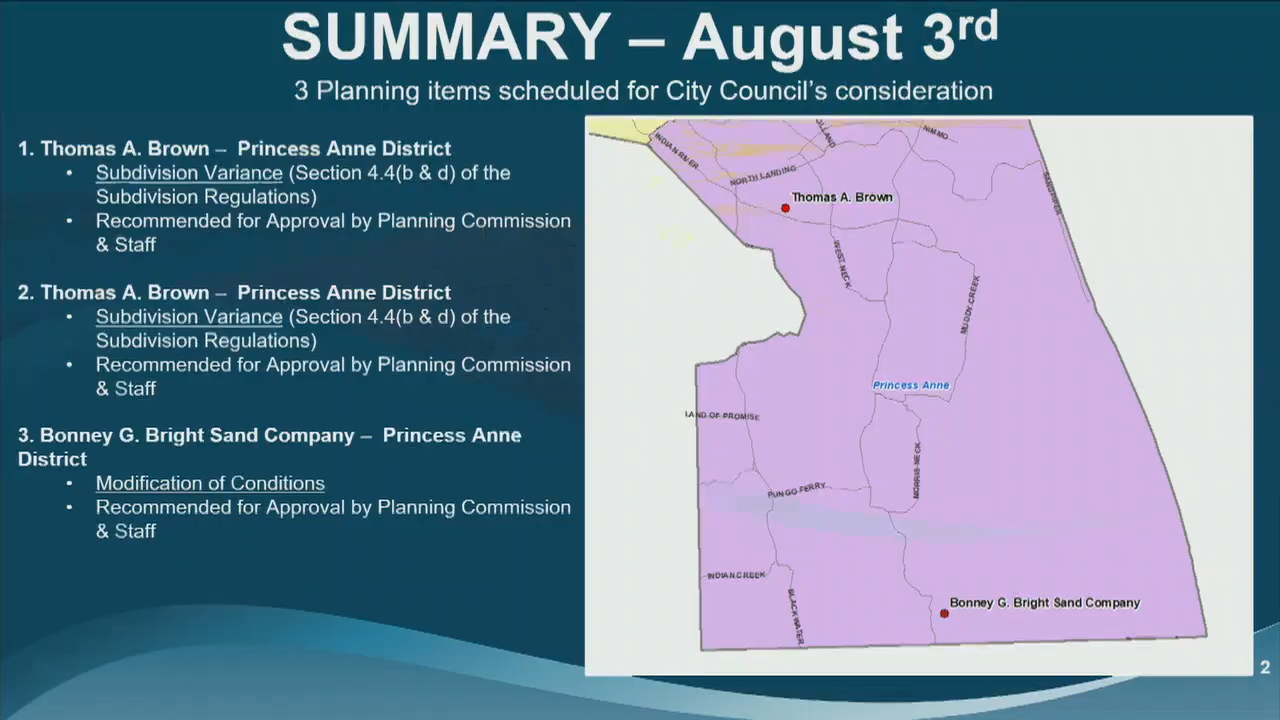 SUMMARY – August 3rd
3 Planning items scheduled for City Council's consideration
1. Thomas A. Brown – Princess Anne District
• Subdivision Variance (Section 4.4(b & d) of the
Subdivision Regulations)
• Recommended for Approval by Planning Commission
& Staff
2. Thomas A. Brown – Princess Anne District
• Subdivision Variance (Section 4.4(b & d) of the
Subdivision Regulations)
• Recommended for Approval by Planning Commission
& Staff
3. Bonney G. Bright Sand Company – Princess Anne
District
• Modification of Conditions
• Recommended for Approval by Planning Commission
& Staff
INDIAN RIVER
NIMMO
NORTH LANDING
Thomas A. Brown
WEST NECK
MUDDY CREEK
Princess Anne
LAND OF PROMISE
MORRIS NECK
PUNGO FERRY
INDIAN CREEK
BLACKWATER
Bonney G. Bright Sand Company
2